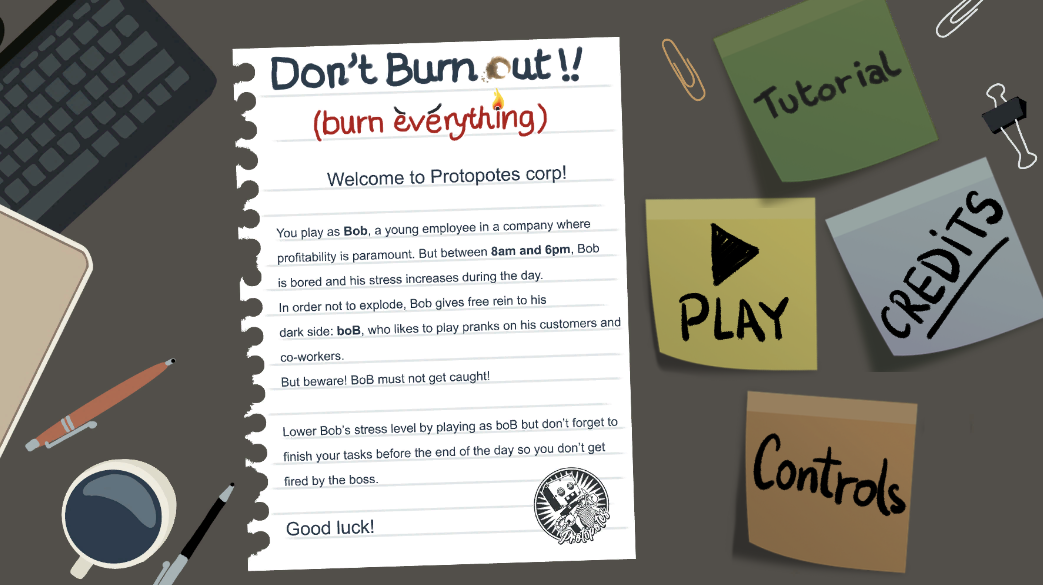 Don't Burn out !!
(burn everything)
Welcome to Protopotes corp!
You play as Bob, a young employee in a company where
profitability is paramount. But between 8am and 6pm, Bob
is bored and his stress increases during the day.
In order not to explode, Bob gives free rein to his
dark side: boB, who likes to play pranks on his customers and
co-workers.
But beware! BoB must not get caught!
Lower Bob's stress level by playing as boB but don't forget to
finish your tasks before the end of the day so you don't get
fired by the boss.
Good luck!
Protopotes
Tutorial
PLAY
CREDITS
Controls